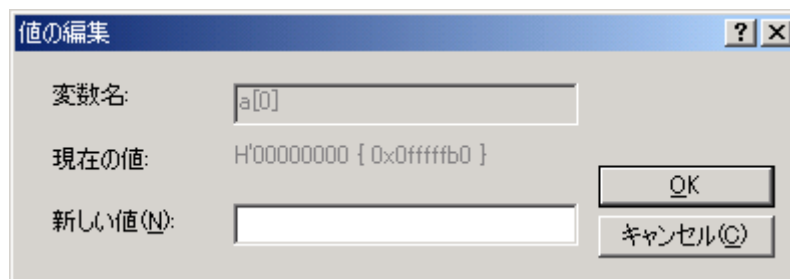 値の編集
変数名: a[0]
現在の値: H'00000000 { 0x0fffffb0 }
新しい値(N):
OK
キャンセル(C)